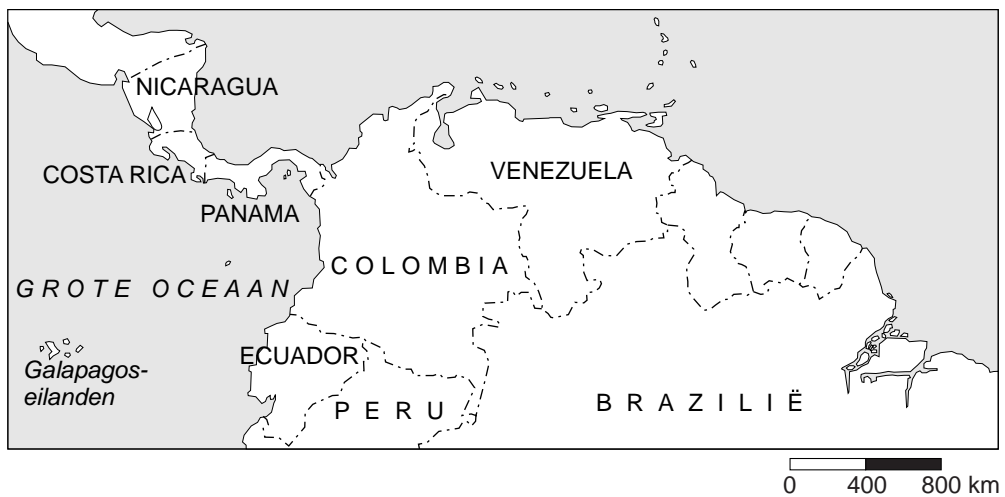 NICARAGUA
COSTA RICA
VENEZUELA
PANAMA
COLOMBIA
GROTE OCEAAN
ECUADOR
Galapagos-
eilanden
PERU
BRAZILIË
0 400 800 km